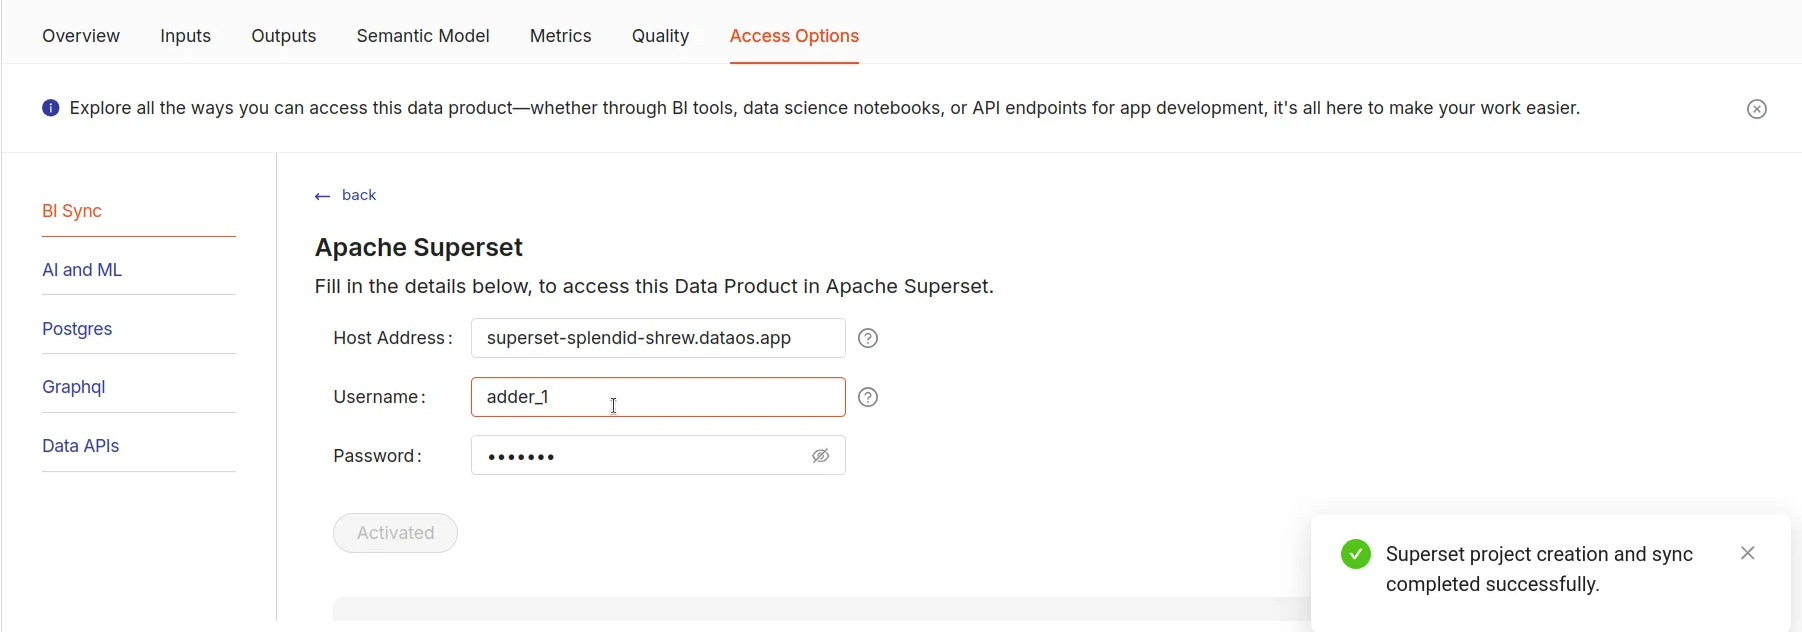 Overview Inputs Outputs Semantic Model Metrics Quality Access Options
Explore all the ways you can access this data product—whether through BI tools, data science notebooks, or API endpoints for app development, it's all here to make your work easier.
BI Sync
AI and ML
Postgres
Graphql
Data APIs
← back
Apache Superset
Fill in the details below, to access this Data Product in Apache Superset.
Host Address : superset-splendid-shrew.dataos.app
Username : adder_1
Password : •••••••
Activated
Superset project creation and sync
completed successfully.